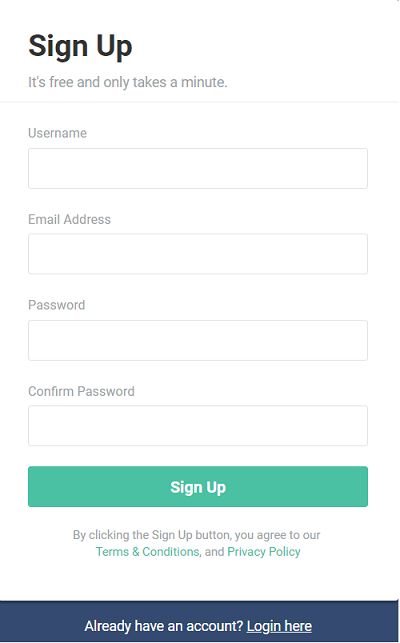 Sign Up
It's free and only takes a minute.
Username
Email Address
Password
Confirm Password
Sign Up
By clicking the Sign Up button, you agree to our
Terms & Conditions, and Privacy Policy
Already have an account? Login here